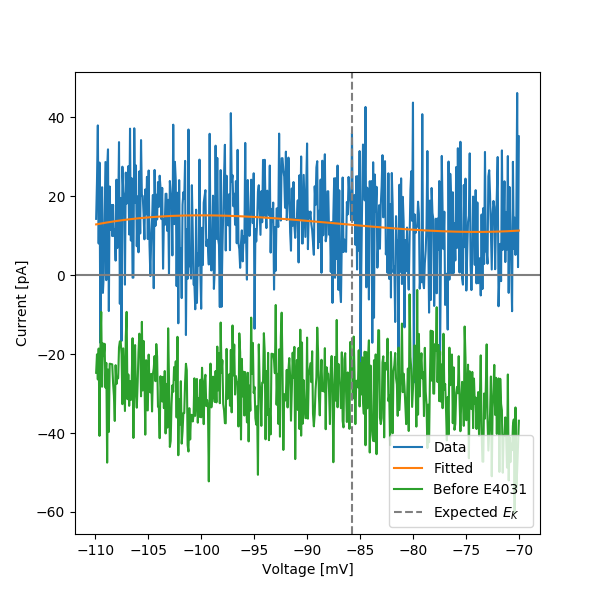 40
20
0
−20
−40
−60
−110
−105
−100
−95
−90
−85
−80
−75
−70
Current [pA]
Voltage [mV]
Data
Fitted
Before E4031
Expected E_K